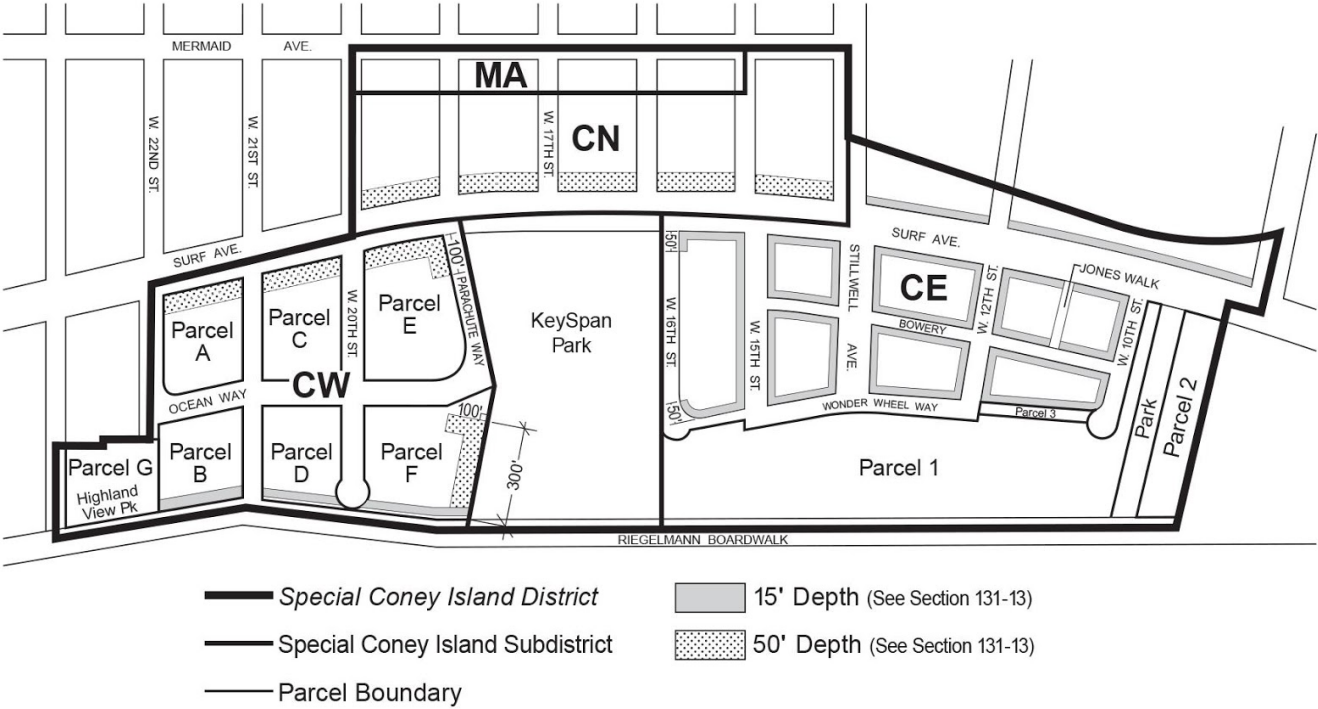 MERMAID AVE.
MA
W. 22ND ST.
W. 21ST ST.
W. 17TH ST.
CN
SURF AVE.
SURF AVE.
100'
50'
STILLWELL
AVE.
CE
W. 12TH ST.
JONES WALK
Parcel
A
Parcel
C
W. 20TH ST.
Parcel
E
PARACHUTE WAY
KeySpan
Park
W. 16TH ST.
W. 15TH ST.
BOWERY
W. 10TH ST.
CW
OCEAN WAY
100'
50'
WONDER WHEEL WAY
Parcel 3
Park
Parcel 2
Parcel G
Highland
View Pk
Parcel
B
Parcel
D
Parcel
F
300'
Parcel 1
RIEGELMANN BOARDWALK
Special Coney Island District
15' Depth (See Section 131-13)
Special Coney Island Subdistrict
50' Depth (See Section 131-13)
Parcel Boundary